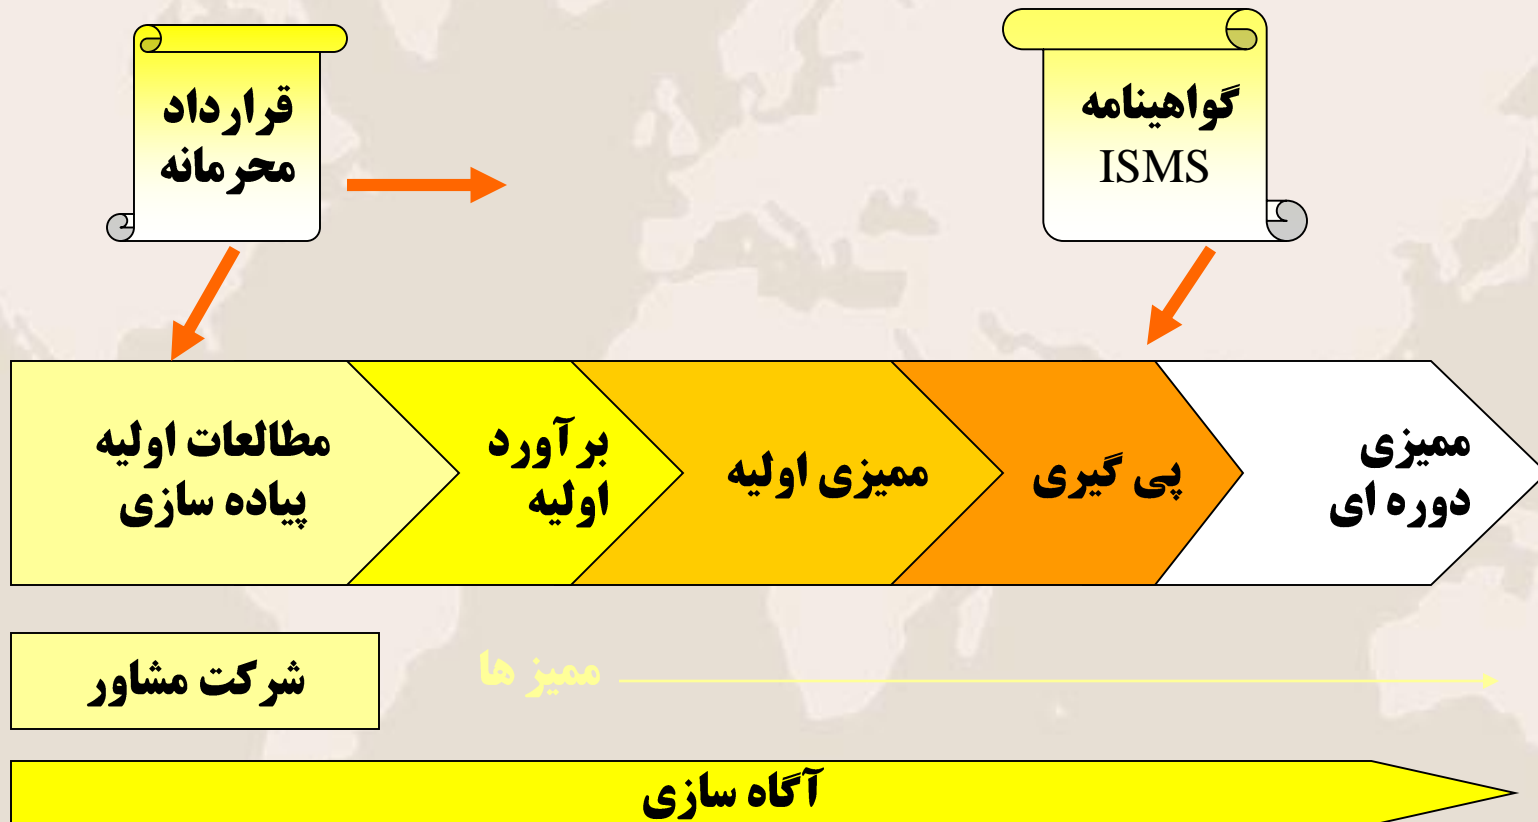 قرارداد
محرمانه
گواهینامه
ISMS
مطالعات اولیه
پیاده سازی
برآورد
اولیه
ممیزی اولیه
پی گیری
ممیزی
دوره ای
شرکت مشاور
ممیز ها
آگاه سازی